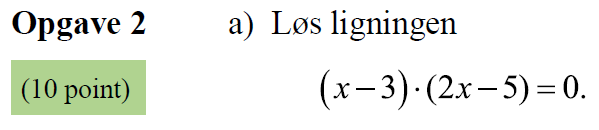 Opgave 2 a) Løs ligningen
(10 point) (x−3)·(2x−5)=0.